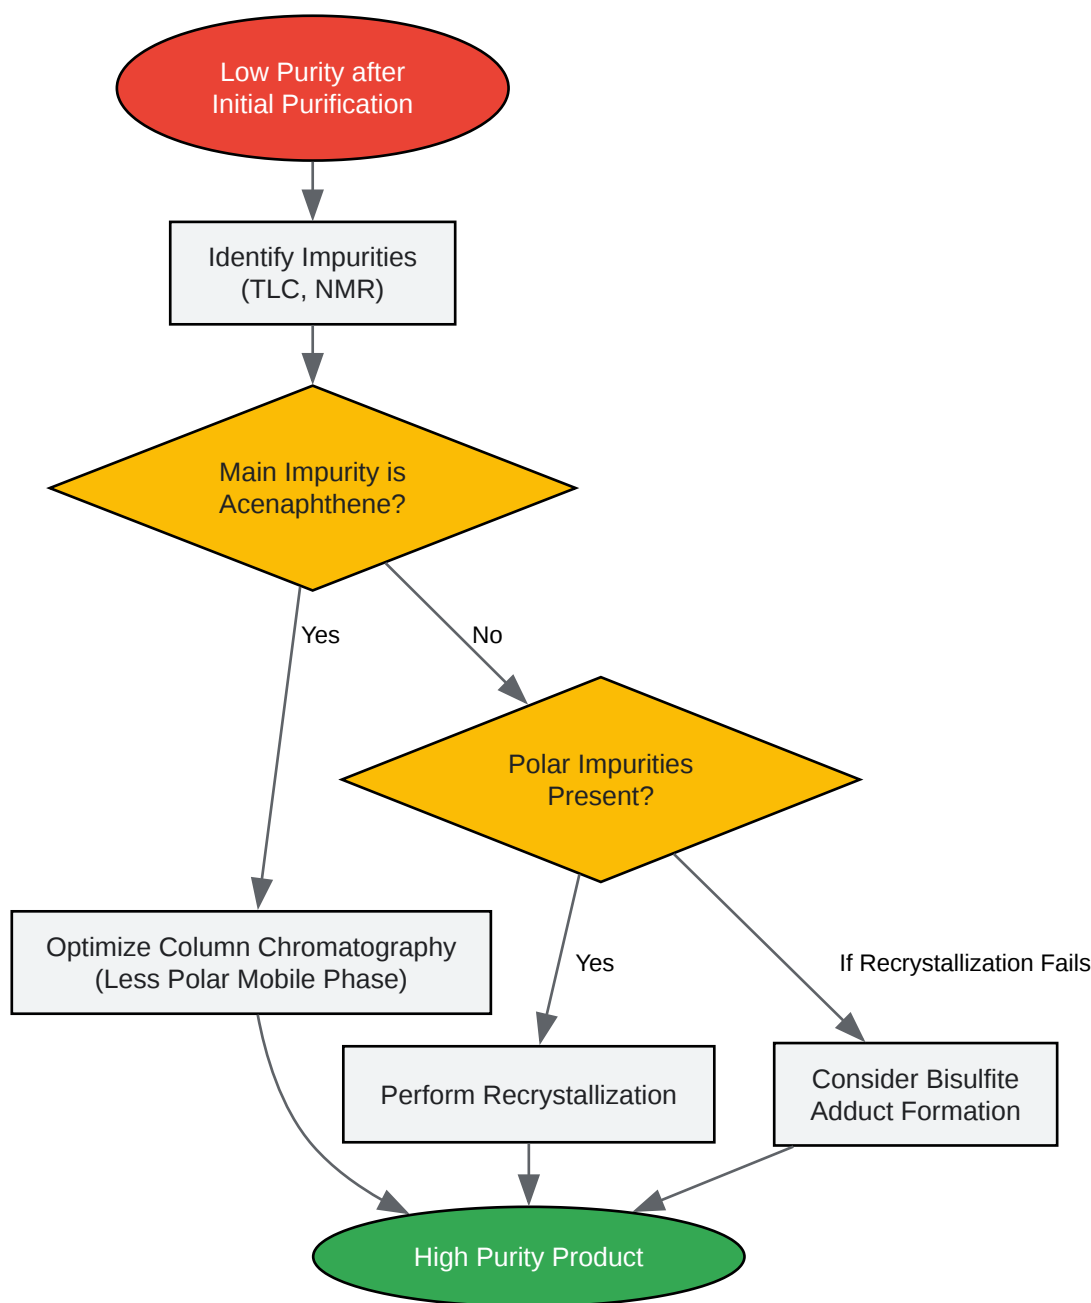 Low Purity after
Initial Purification
Identify Impurities
(TLC, NMR)
Main Impurity is
Acenaphthene?
Yes
No
Polar Impurities
Present?
Optimize Column Chromatography
(Less Polar Mobile Phase)
Yes
If Recrystallization Fails
Perform Recrystallization
Consider Bisulfite
Adduct Formation
High Purity Product